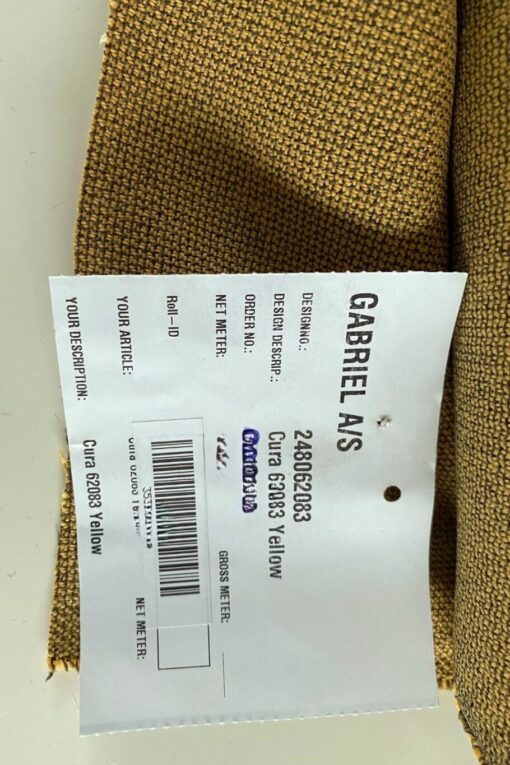 GABRIEL A/S
DESIGNNO.: 248062083
DESIGN DESCRIP.: Cura 62083 Yellow
ORDER NO.:
NET METER: GROSS METER:
Roll-ID
YOUR ARTICLE: NET METER:
YOUR DESCRIPTION: Cura 62083 Yellow